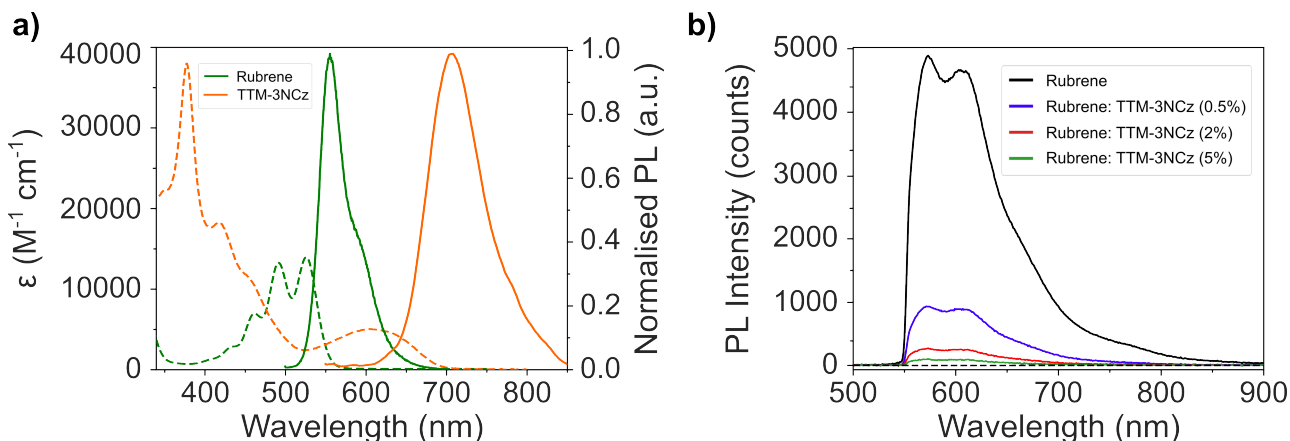 a)
40000
30000
20000
10000
0
ε (M⁻¹ cm⁻¹)
Rubrene
TTM-3NCz
1.0
0.8
0.6
0.4
0.2
0.0
Normalised PL (a.u.)
400 500 600 700 800
Wavelength (nm)
b)
5000
4000
3000
2000
1000
0
PL Intensity (counts)
Rubrene
Rubrene: TTM-3NCz (0.5%)
Rubrene: TTM-3NCz (2%)
Rubrene: TTM-3NCz (5%)
500 600 700 800 900
Wavelength (nm)